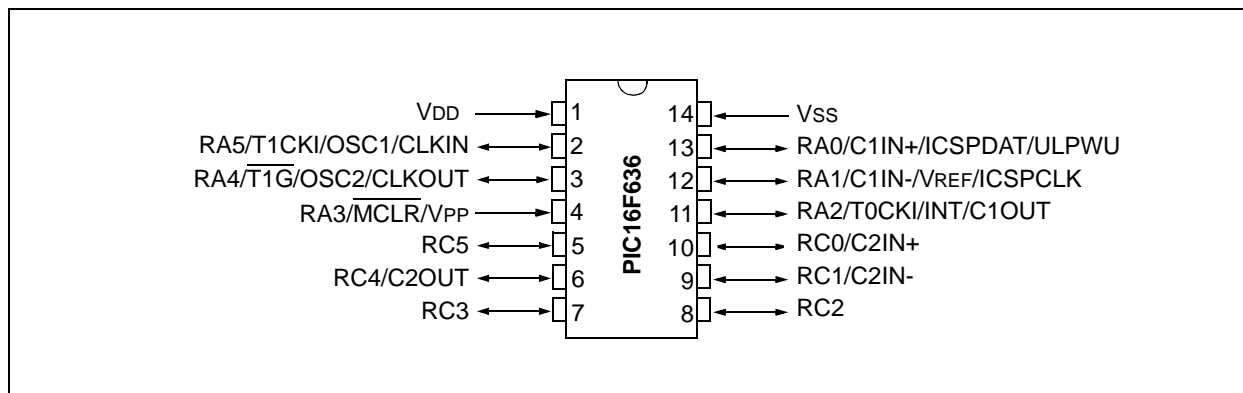 VDD 1 14 VSS
RA5/T1CKI/OSC1/CLKIN 2 13 RA0/C1IN+/ICSPDAT/ULPWU
RA4/T1G/OSC2/CLKOUT 3 12 RA1/C1IN-/VREF/ICSPCLK
RA3/MCLR/VPP 4 11 RA2/T0CKI/INT/C1OUT
RC5 5 10 RC0/C2IN+
RC4/C2OUT 6 9 RC1/C2IN-
RC3 7 8 RC2
PIC16F636